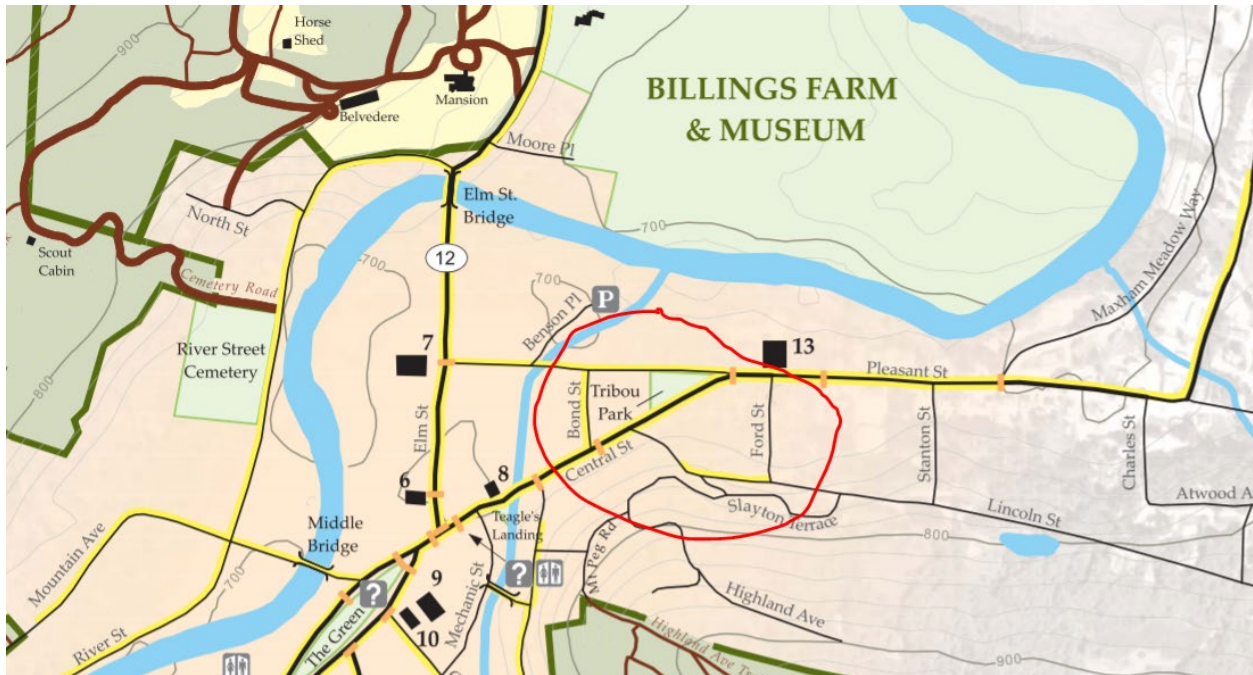 Horse
Shed
900
Mansion
Belvedere
BILLINGS FARM
& MUSEUM
Moore Pl
Elm St.
Bridge
North St
700
Maxham Meadow Way
Scout
Cabin
12
700
700
Cemetery Road
P
Benson Pl
River Street
Cemetery
7
13
Pleasant St
800
Tribou
Park
Bond St
Elm St
Ford St
Stanton St
Charles St
Central St
6
8
Atwood A
Slayton Terrace
Lincoln St
Teagle's
Landing
Middle
Bridge
800
Mountain Ave
Mt Peg Rd
?
?
9
Mechanic St
700
Highland Ave
10
The Green
River St
Highland Ave Tr
900